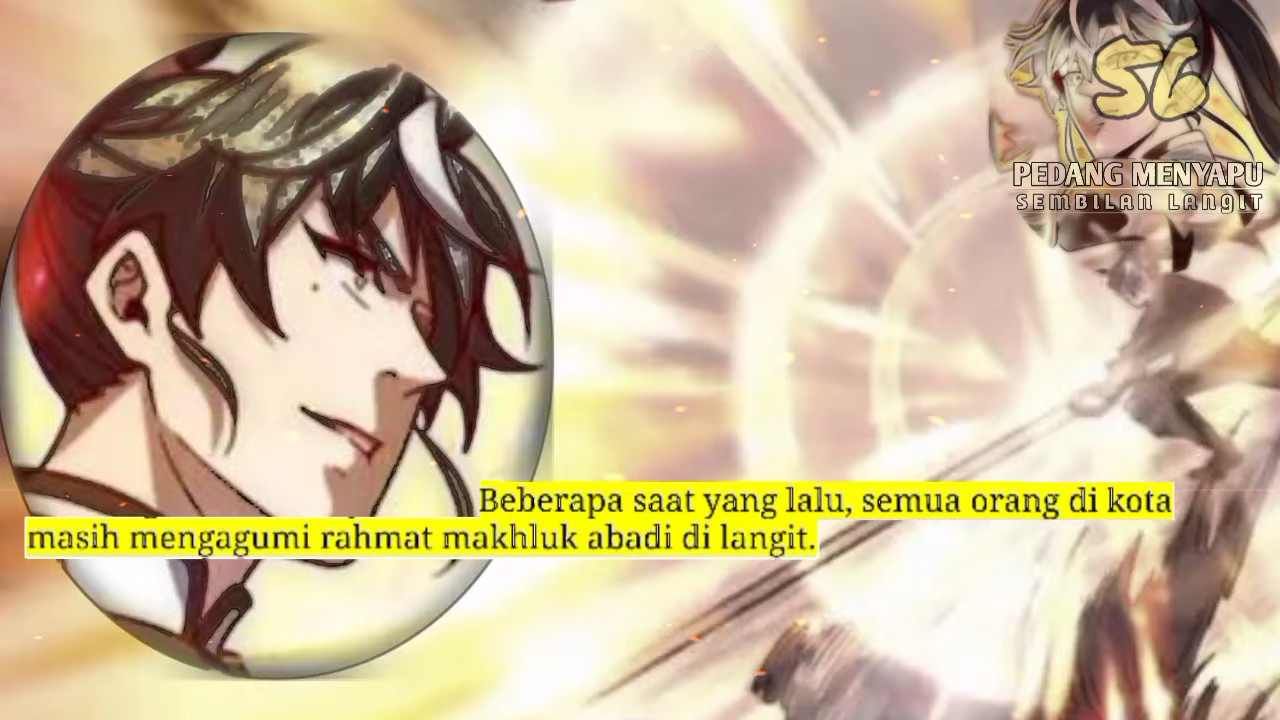 56
PEDANG MENYAPU
SEMBILAN LANGIT
Beberapa saat yang lalu, semua orang di kota
masih mengagumi rahmat makhluk abadi di langit.